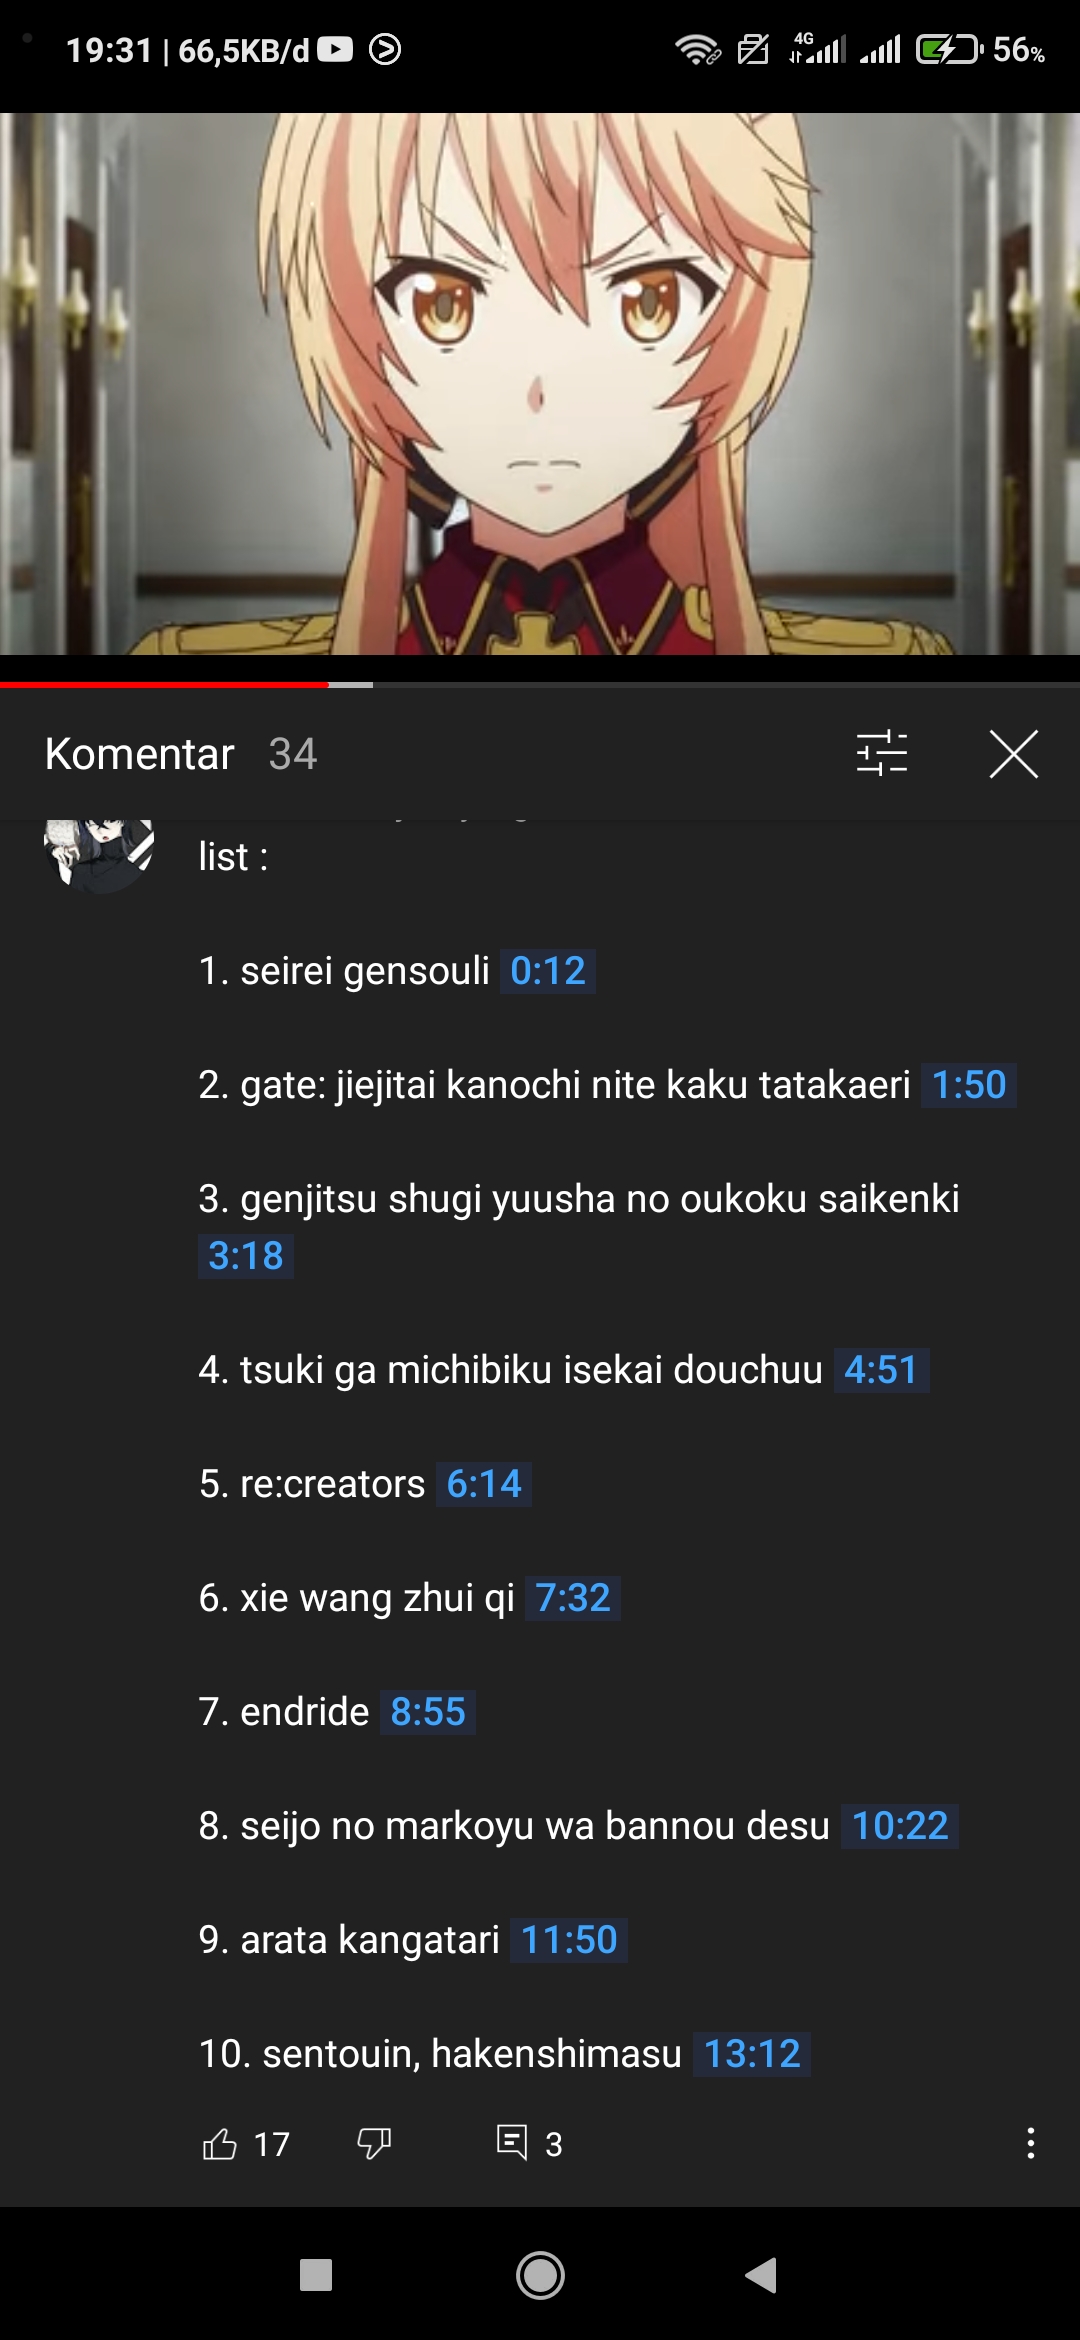 19:31 | 66,5KB/d
4G
56%
Komentar 34
list :
1. seirei gensouli 0:12
2. gate: jiejitai kanochi nite kaku tatakaeri 1:50
3. genjitsu shugi yuusha no oukoku saikenki
3:18
4. tsuki ga michibiku isekai douchuu 4:51
5. re:creators 6:14
6. xie wang zhui qi 7:32
7. endride 8:55
8. seijo no markoyu wa bannou desu 10:22
9. arata kangatari 11:50
10. sentouin, hakenshimasu 13:12
17
3